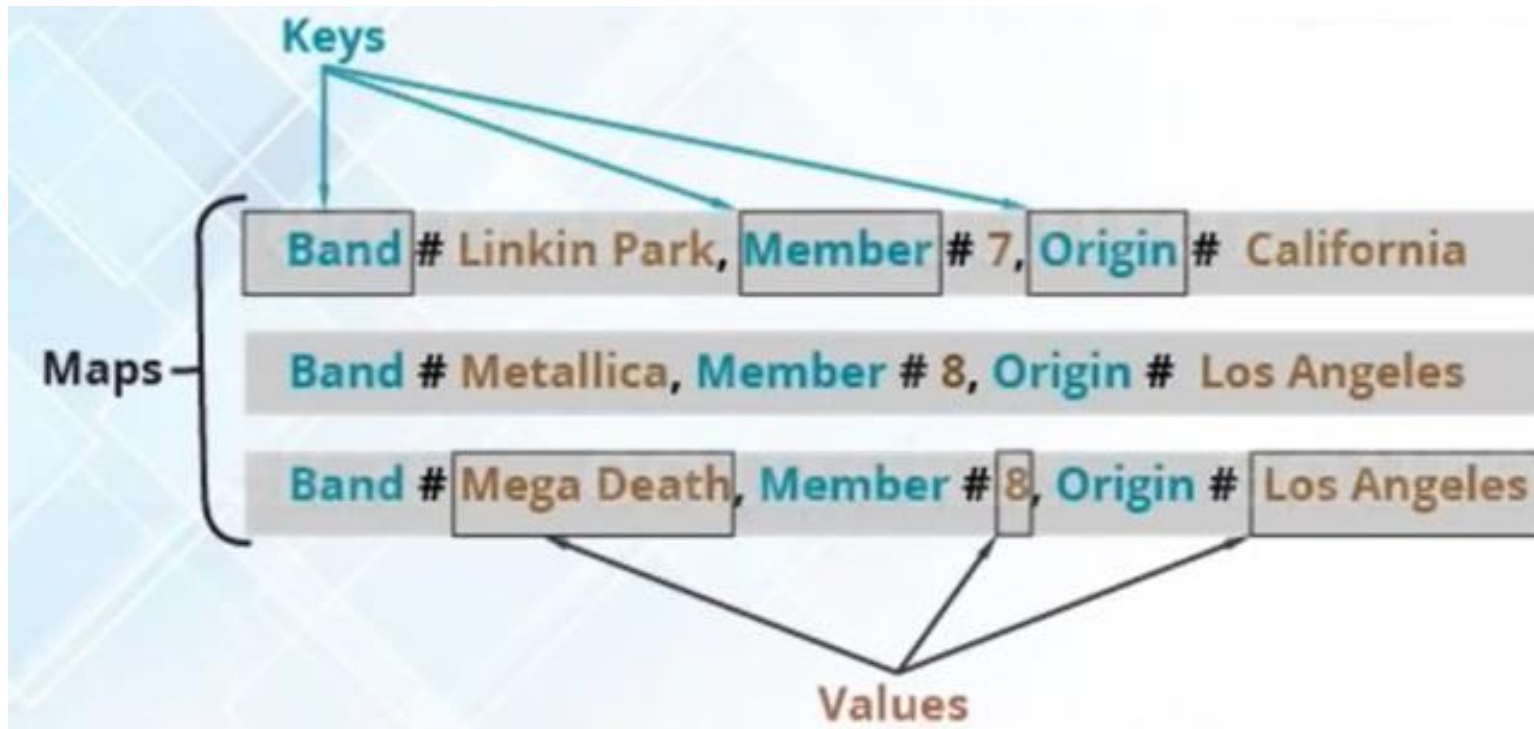 Keys
Band # Linkin Park, Member # 7, Origin # California
Maps
Band # Metallica, Member # 8, Origin # Los Angeles
Band # Mega Death, Member # 8, Origin # Los Angeles
Values